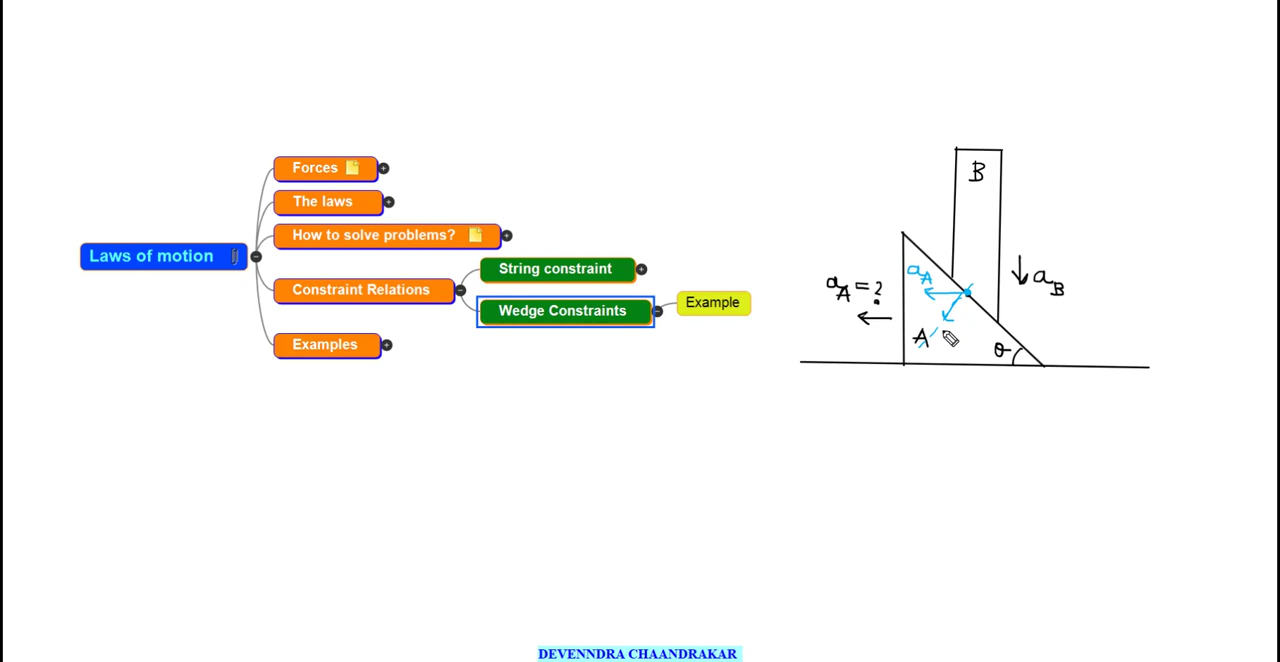 Laws of motion
Forces
The laws
How to solve problems?
Constraint Relations
Examples
String constraint
Wedge Constraints
Example
B
aA
aA = ?
aB
A
θ
DEVENNDRA CHAANDRAKAR